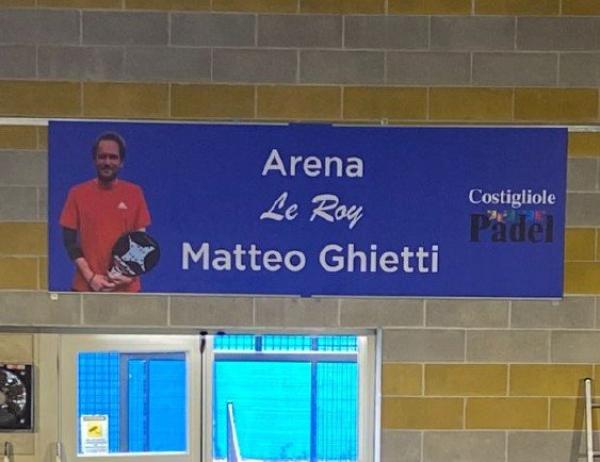 Arena
Le Roy
Matteo Ghietti
Costigliole
Padel